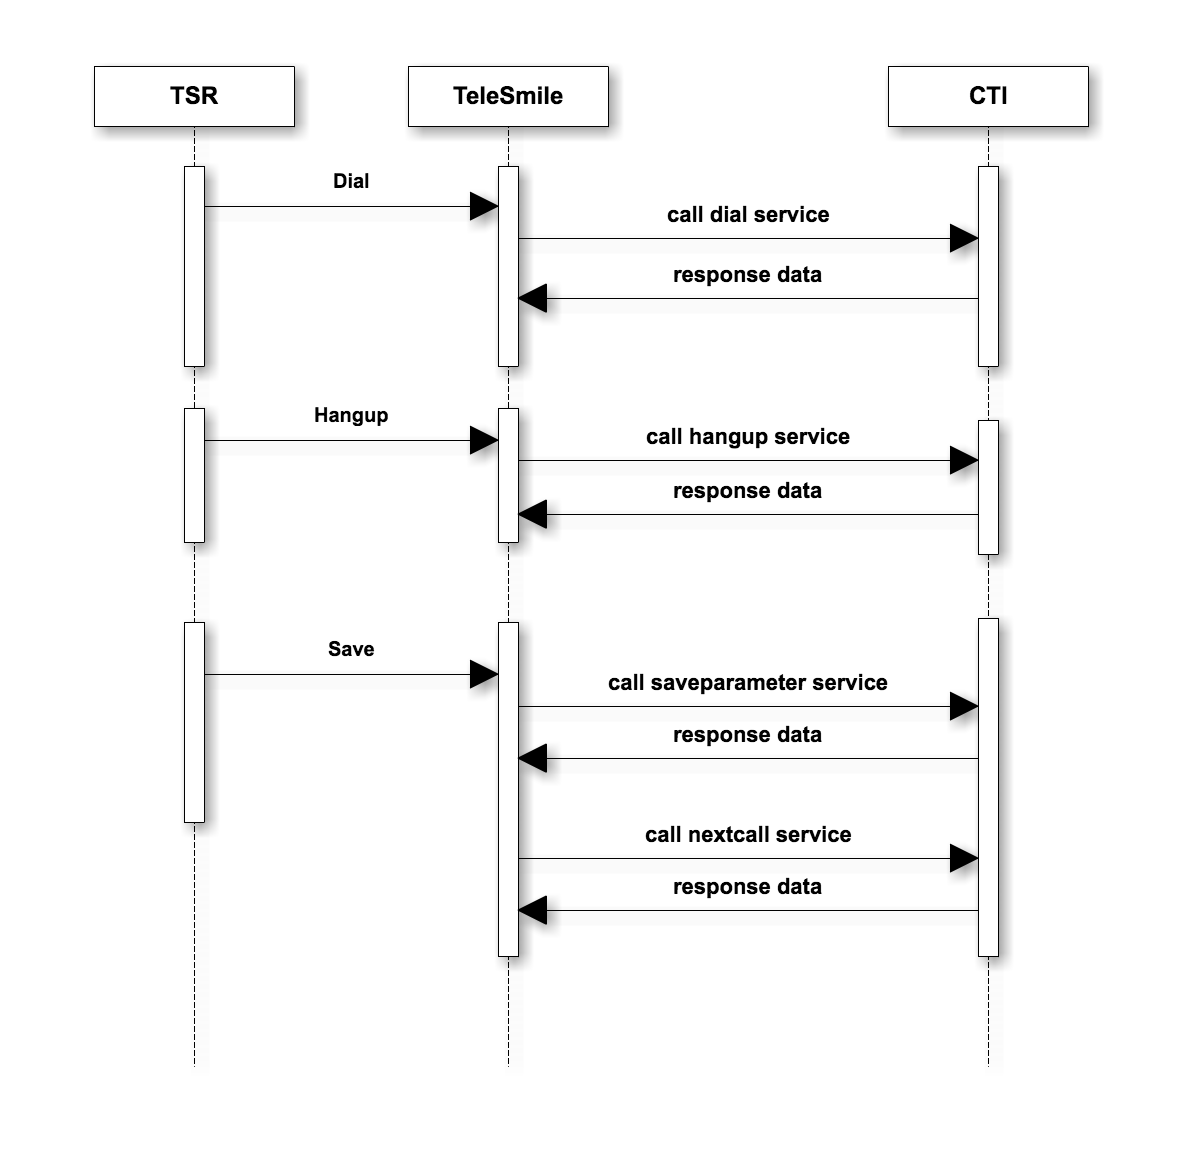 TSR
TeleSmile
CTI
Dial
call dial service
response data
Hangup
call hangup service
response data
Save
call saveparameter service
response data
call nextcall service
response data